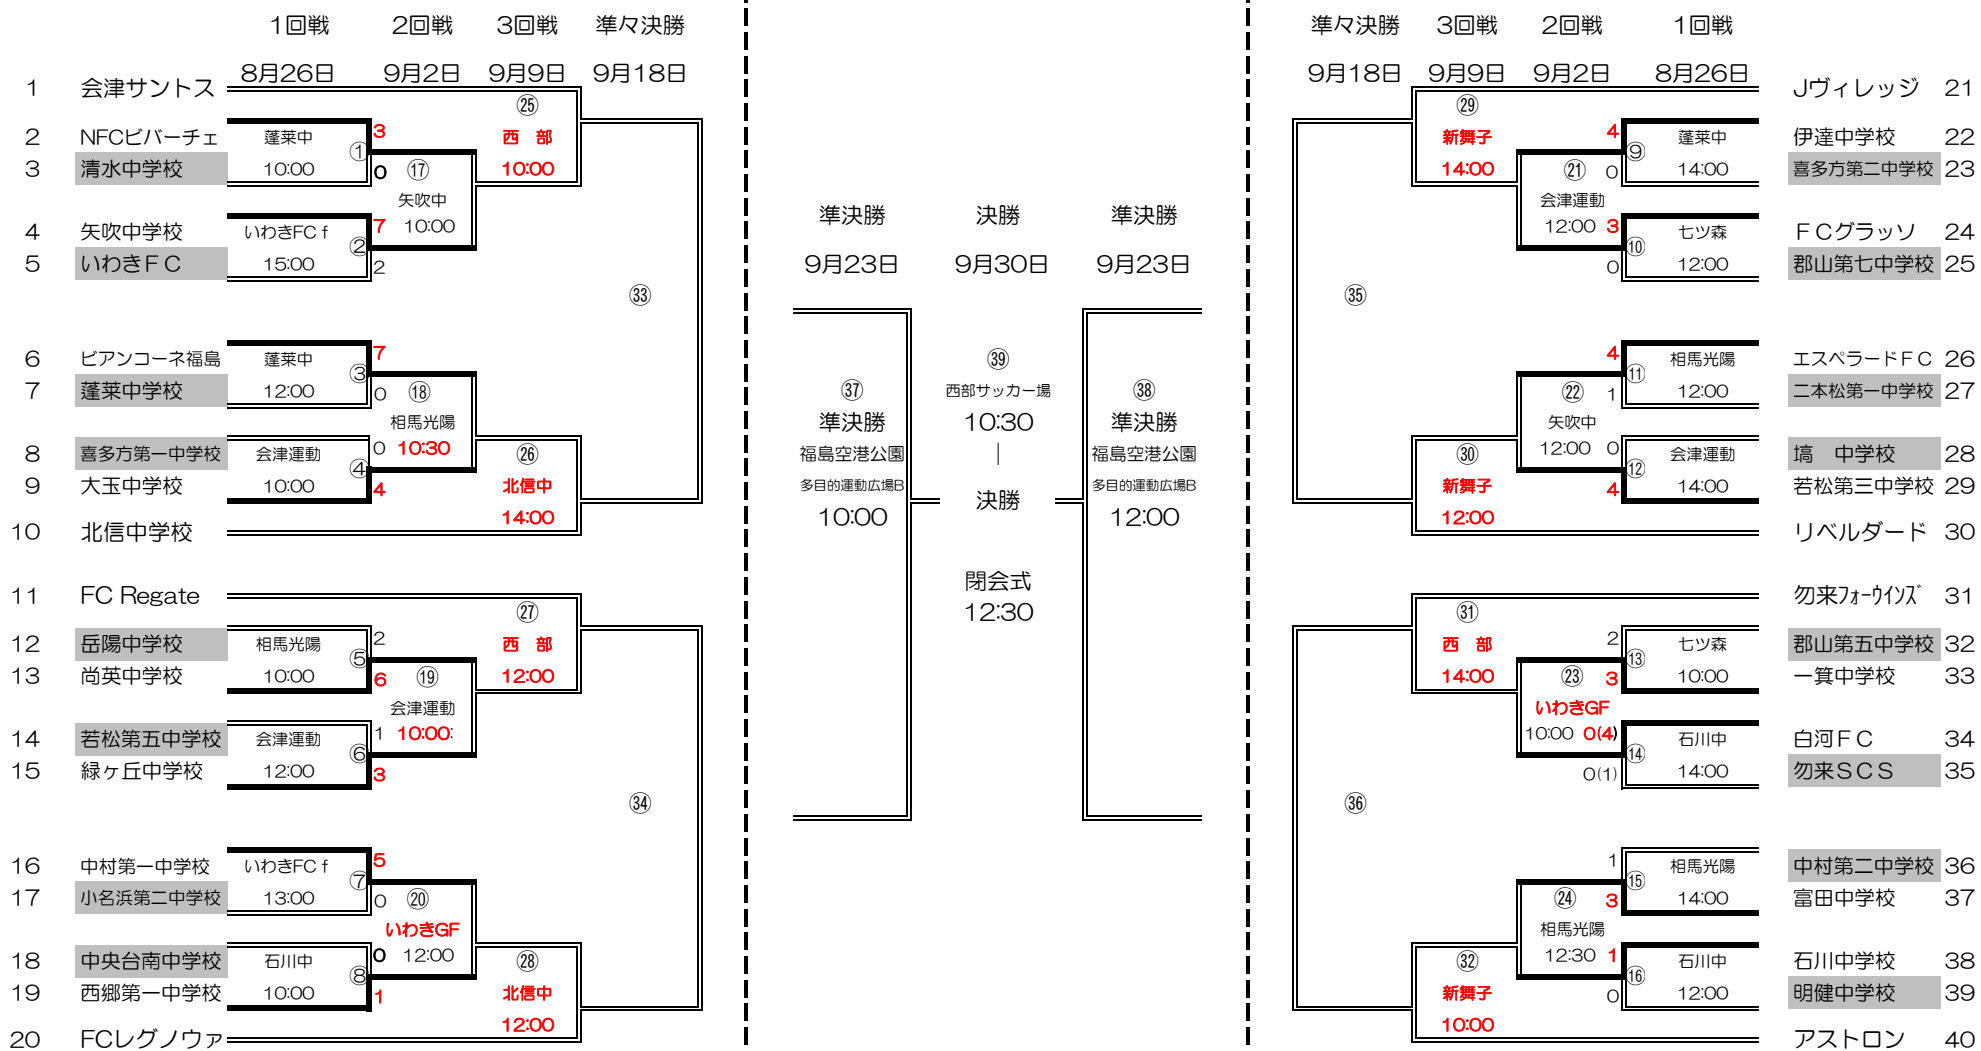 1回戦 2回戦 3回戦 準々決勝
8月26日 9月2日 9月9日 9月18日
1 会津サントス
㉕
2 NFCビバーチェ 蓬莱中 3 西 部
①
3 清水中学校 10:00 0 ⑰ 10:00
矢吹中
4 矢吹中学校 いわきFCf 7 10:00
②
5 いわきFC 15:00 2
㉝
6 ビアンコーネ福島 蓬莱中 7
③
7 蓬莱中学校 12:00 0 ⑱
相馬光陽
8 喜多方第一中学校 会津運動 0 10:30 ㉖
④
9 大玉中学校 10:00 4 北信中
14:00
10 北信中学校
11 FC Regate
㉗
12 岳陽中学校 相馬光陽 2 西 部
⑤
13 尚英中学校 10:00 6 ⑲ 12:00
会津運動
14 若松第五中学校 会津運動 1 10:00:
⑥
15 緑ヶ丘中学校 12:00 3
㉞
16 中村第一中学校 いわきFCf 5
⑦
17 小名浜第二中学校 13:00 0 ⑳
いわきGF
18 中央台南中学校 石川中 0 12:00 ㉘
⑧
19 西郷第一中学校 10:00 1 北信中
12:00
20 FCレグノウァ
準決勝 決勝 準決勝
9月23日 9月30日 9月23日
㊴
㊲ 西部サッカー場 ㊳
準決勝 10:30 準決勝
福島空港公園 | 福島空港公園
多目的運動広場B 多目的運動広場B
10:00 決勝 12:00
閉会式
12:30
準々決勝 3回戦 2回戦 1回戦
9月18日 9月9日 9月2日 8月26日
Jヴィレッジ 21
㉙
新舞子 4 蓬莱中 伊達中学校 22
⑨
14:00 ㉑ 0 14:00 喜多方第二中学校 23
会津運動
12:00 3 七ツ森 FCグラッソ 24
⑩
0 12:00 郡山第七中学校 25
㉟
4 相馬光陽 エスペラードFC 26
⑪
㉒ 1 12:00 二本松第一中学校 27
矢吹中
㉚ 12:00 0 会津運動 塙 中学校 28
⑫
新舞子 4 14:00 若松第三中学校 29
12:00
リベルダード 30
勿来フォーウインズ 31
㉛
西 部 2 七ツ森 郡山第五中学校 32
⑬
14:00 ㉓ 3 10:00 一箕中学校 33
いわきGF
10:00 0(4) 石川中 白河FC 34
⑭
0(1) 14:00 勿来SCS 35
㊱
1 相馬光陽 中村第二中学校 36
⑮
㉔ 3 14:00 富田中学校 37
相馬光陽
㉜ 12:30 1 石川中 石川中学校 38
⑯
新舞子 0 12:00 明健中学校 39
10:00
アストロン 40